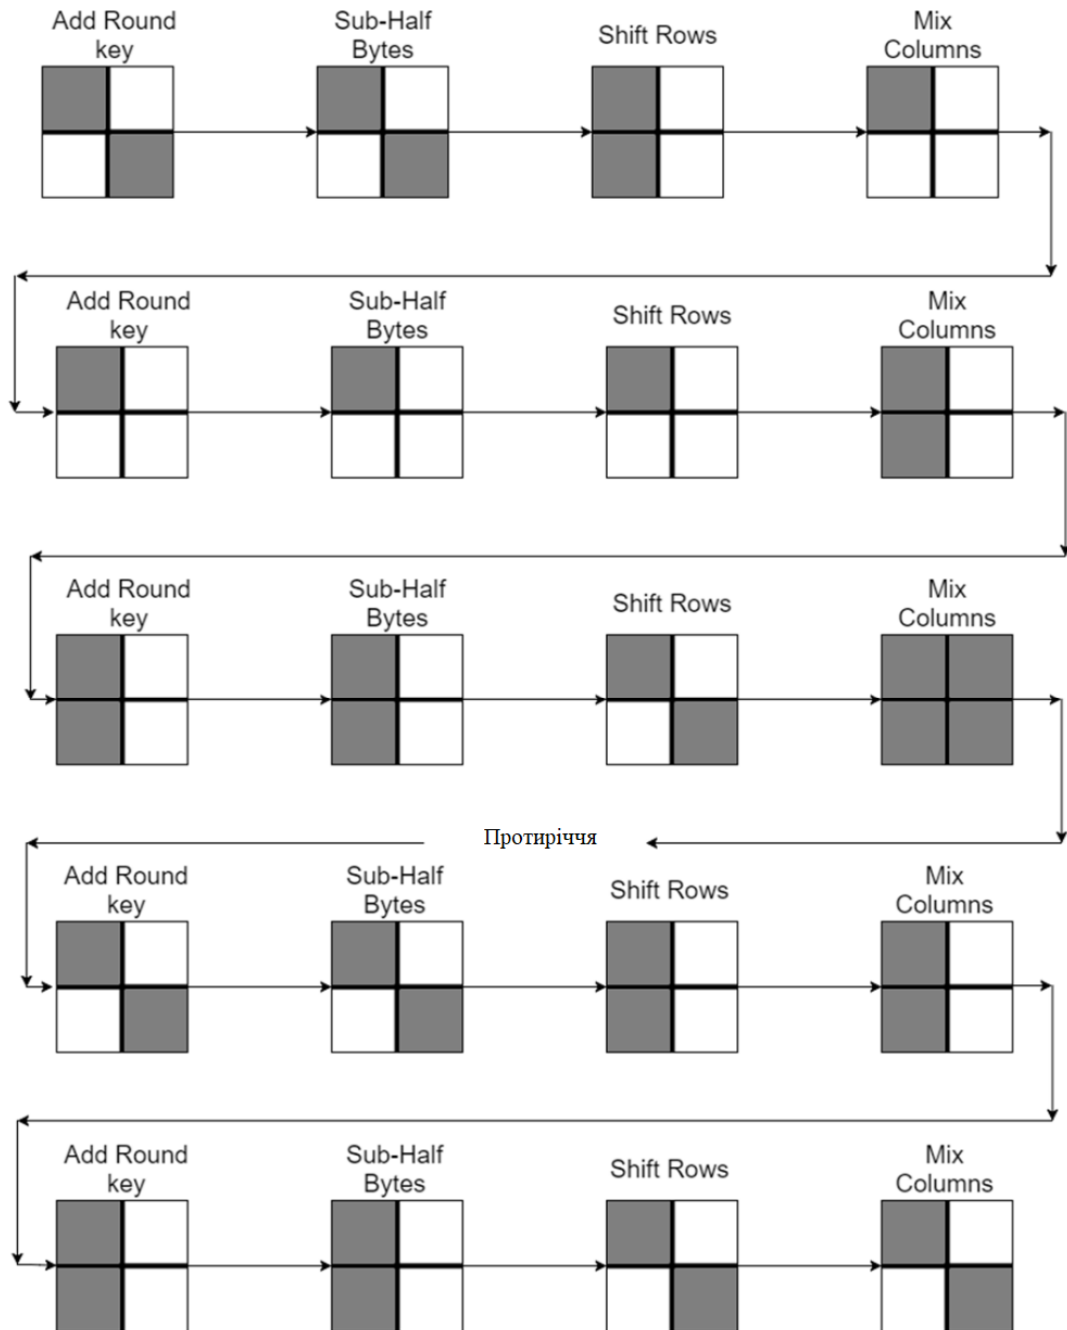 Add Round
key
Sub-Half
Bytes
Shift Rows
Mix
Columns
Add Round
key
Sub-Half
Bytes
Shift Rows
Mix
Columns
Add Round
key
Sub-Half
Bytes
Shift Rows
Mix
Columns
Протиріччя
Add Round
key
Sub-Half
Bytes
Shift Rows
Mix
Columns
Add Round
key
Sub-Half
Bytes
Shift Rows
Mix
Columns